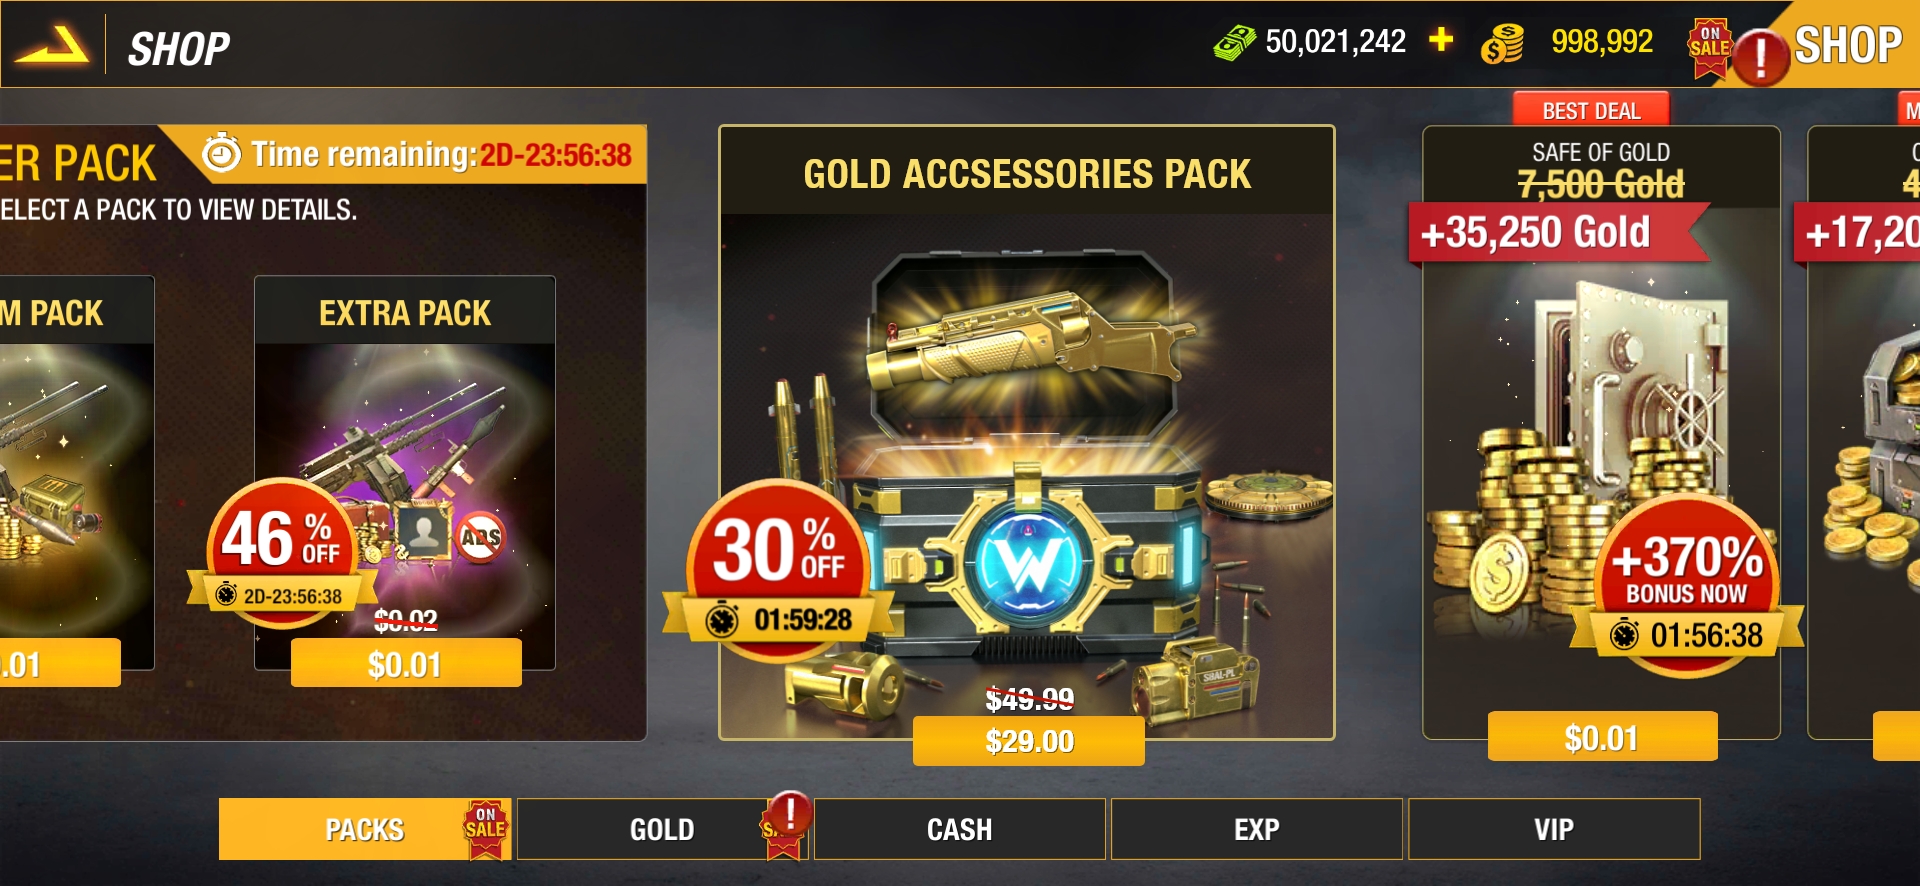 SHOP
50,021,242
998,992
ON
SALE
!
SHOP
ER PACK
Time remaining: 2D-23:56:38
ELECT A PACK TO VIEW DETAILS.
M PACK
.01
EXTRA PACK
46 % OFF
2D-23:56:38
ADS
$0.02
$0.01
GOLD ACCSESSORIES PACK
W
30 % OFF
01:59:28
SBAL-PL
$49.99
$29.00
BEST DEAL
SAFE OF GOLD
7,500 Gold
+35,250 Gold
$
+370%
BONUS NOW
01:56:38
$0.01
M
+17,20
PACKS
ON
SALE
GOLD
!
CASH
EXP
VIP